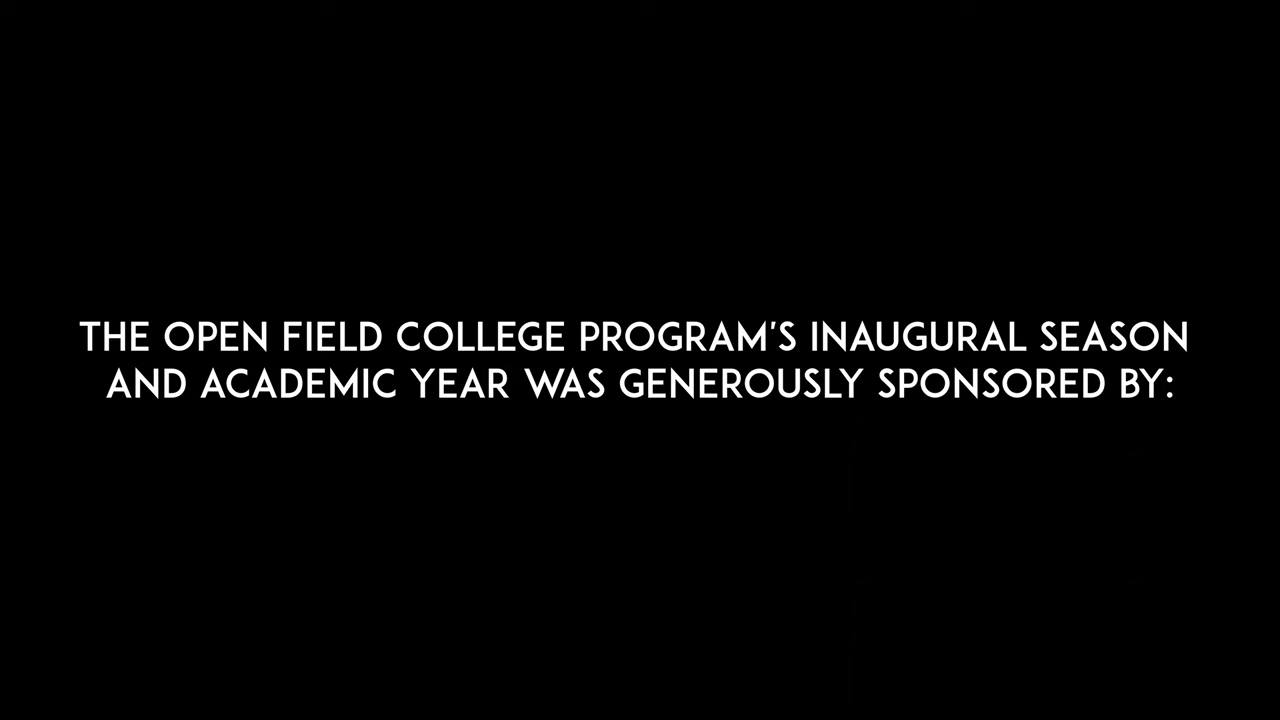 THE OPEN FIELD COLLEGE PROGRAM'S INAUGURAL SEASON
AND ACADEMIC YEAR WAS GENEROUSLY SPONSORED BY: